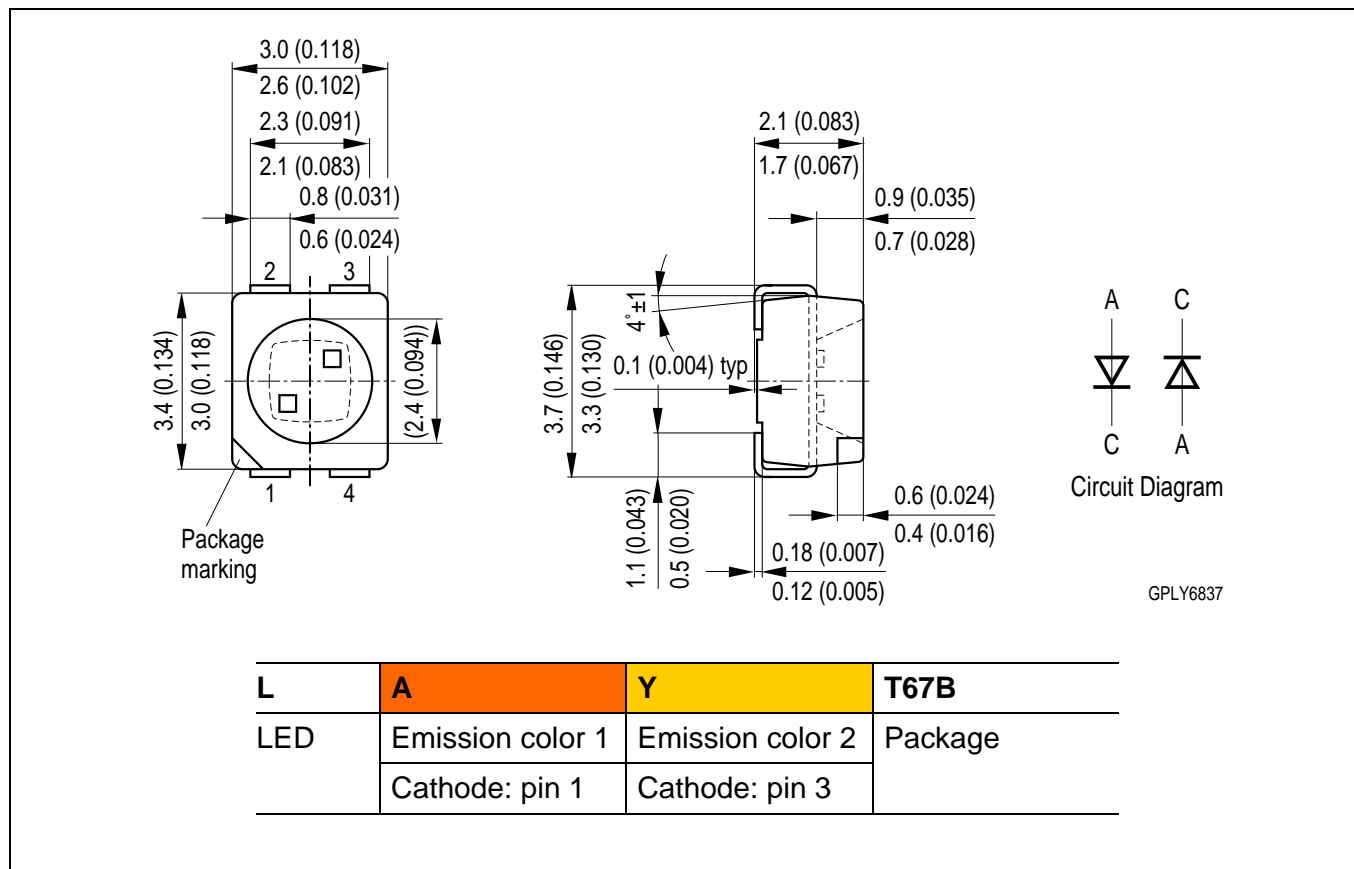 3.0 (0.118)
2.6 (0.102)
2.3 (0.091)
2.1 (0.083)
0.8 (0.031)
0.6 (0.024)
2 3
3.4 (0.134)
3.0 (0.118)
(2.4 (0.094))
1 4
Package
marking
2.1 (0.083)
1.7 (0.067)
0.9 (0.035)
0.7 (0.028)
4°±1
0.1 (0.004) typ
3.7 (0.146)
3.3 (0.130)
1.1 (0.043)
0.5 (0.020)
0.6 (0.024)
0.4 (0.016)
0.18 (0.007)
0.12 (0.005)
A C
C A
Circuit Diagram
GPLY6837
L A Y T67B
LED Emission color 1 Emission color 2 Package
Cathode: pin 1 Cathode: pin 3